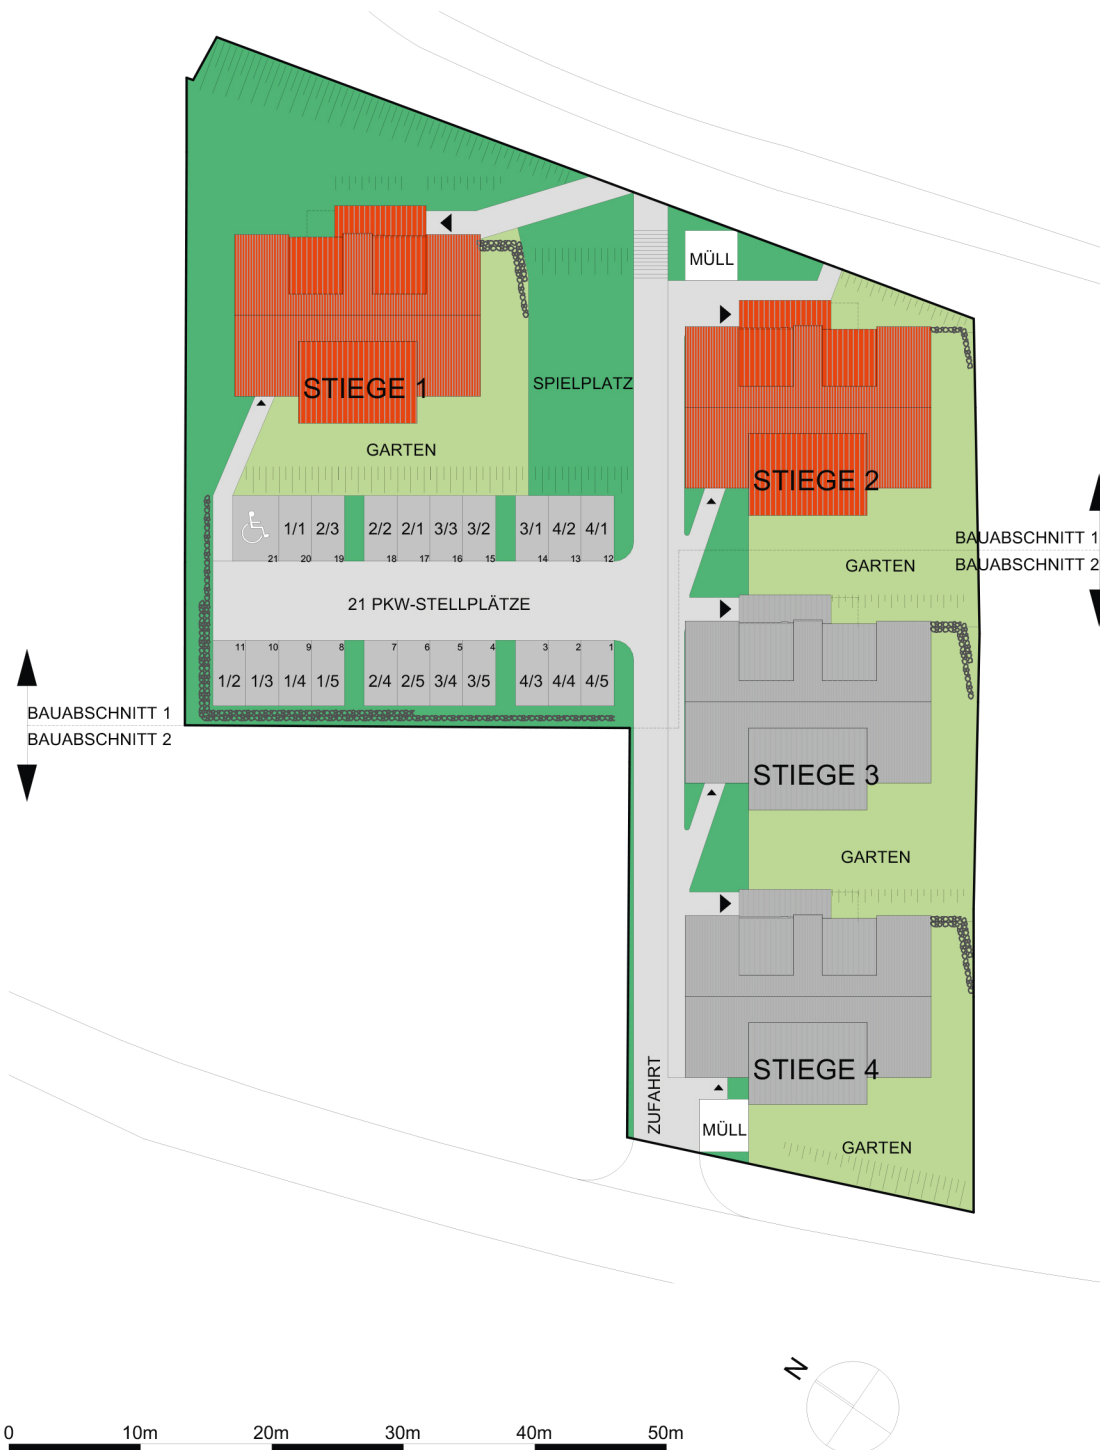 MÜLL
STIEGE 1
SPIELPLATZ
GARTEN
STIEGE 2
1/1 2/3 2/2 2/1 3/3 3/2 3/1 4/2 4/1
21 20 19 18 17 16 15 14 13 12
BAUABSCHNITT 1
BAUABSCHNITT 2
GARTEN
21 PKW-STELLPLÄTZE
11 10 9 8 7 6 5 4 3 2 1
1/2 1/3 1/4 1/5 2/4 2/5 3/4 3/5 4/3 4/4 4/5
BAUABSCHNITT 1
BAUABSCHNITT 2
STIEGE 3
GARTEN
STIEGE 4
ZUFAHRT
MÜLL
GARTEN
N
0 10m 20m 30m 40m 50m